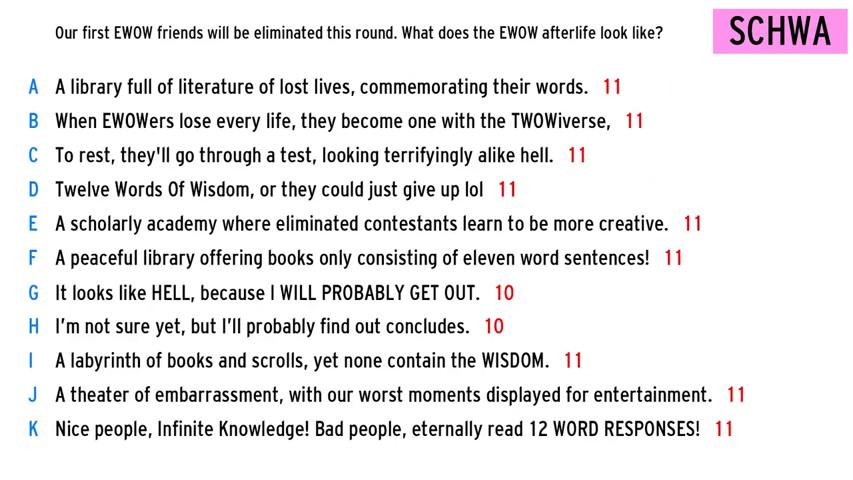 Our first EWOW friends will be eliminated this round. What does the EWOW afterlife look like? SCHWA
A A library full of literature of lost lives, commemorating their words. 11
B When EWOWers lose every life, they become one with the TWOWiverse, 11
C To rest, they'll go through a test, looking terrifyingly alike hell. 11
D Twelve Words Of Wisdom, or they could just give up lol 11
E A scholarly academy where eliminated contestants learn to be more creative. 11
F A peaceful library offering books only consisting of eleven word sentences! 11
G It looks like HELL, because I WILL PROBABLY GET OUT. 10
H I’m not sure yet, but I’ll probably find out concludes. 10
I A labyrinth of books and scrolls, yet none contain the WISDOM. 11
J A theater of embarrassment, with our worst moments displayed for entertainment. 11
K Nice people, Infinite Knowledge! Bad people, eternally read 12 WORD RESPONSES! 11